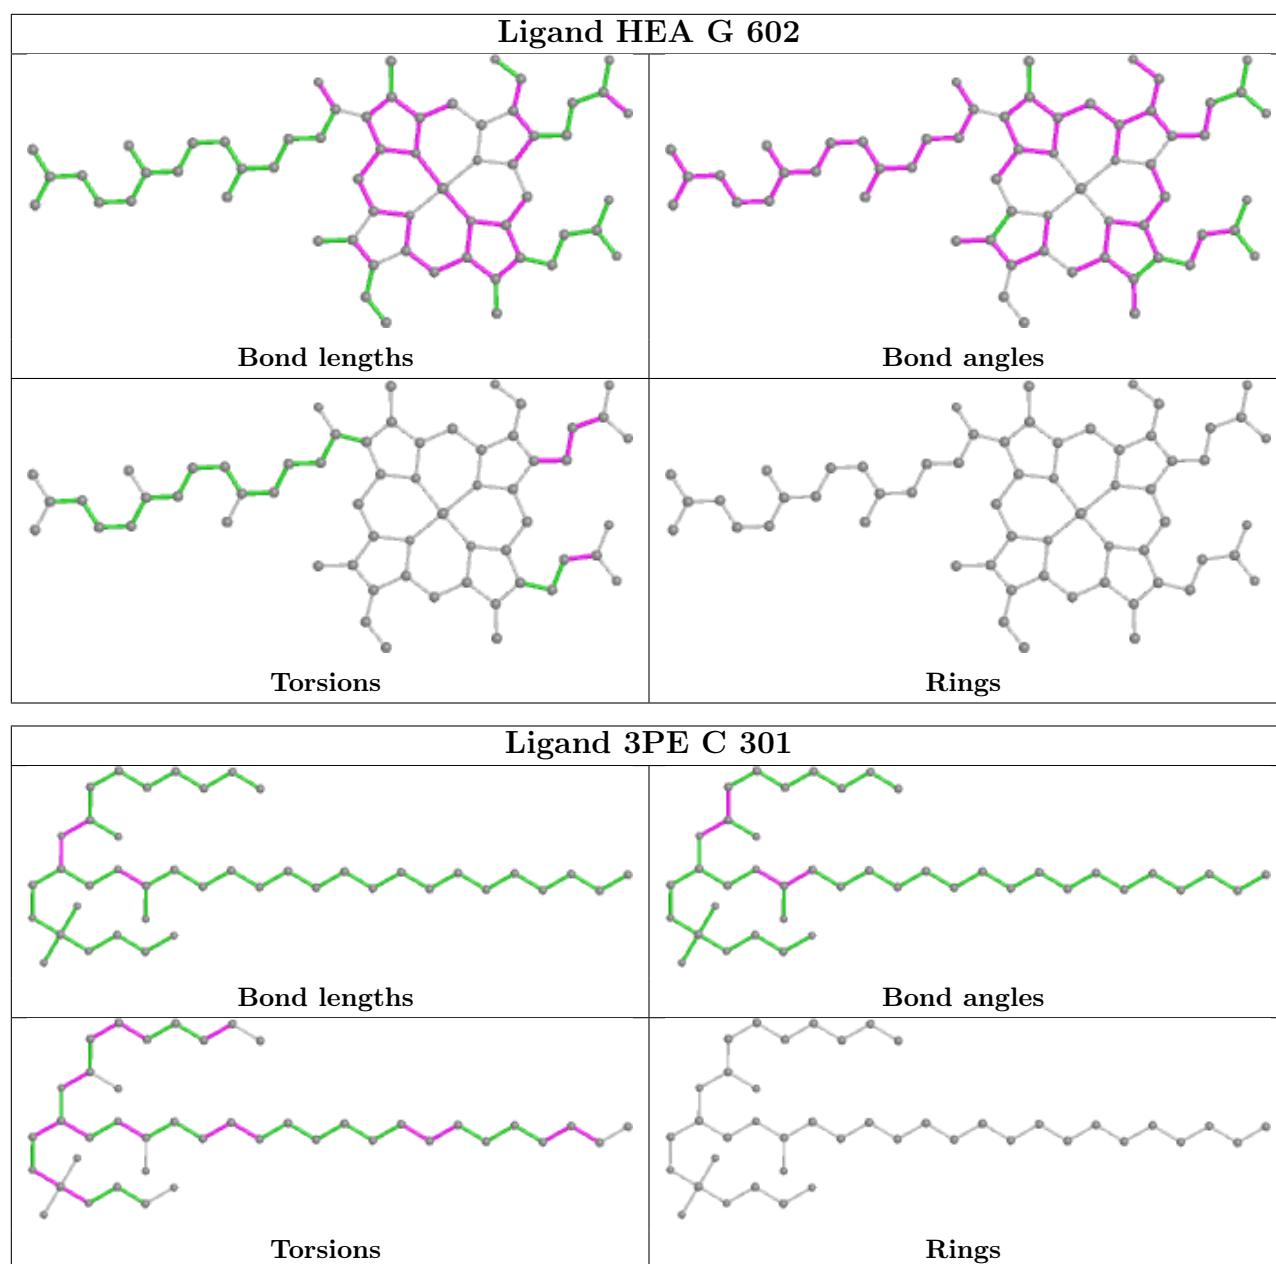 Ligand HEA G 602
Bond lengths
Bond angles
Torsions
Rings
Ligand 3PE C 301
Bond lengths
Bond angles
Torsions
Rings